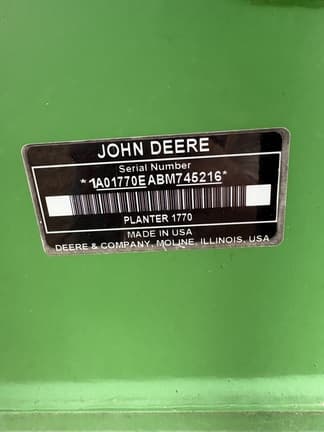 JOHN DEERE
Serial Number
*1A01770EABM745216*
PLANTER 1770
MADE IN USA
DEERE & COMPANY, MOLINE, ILLINOIS, USA